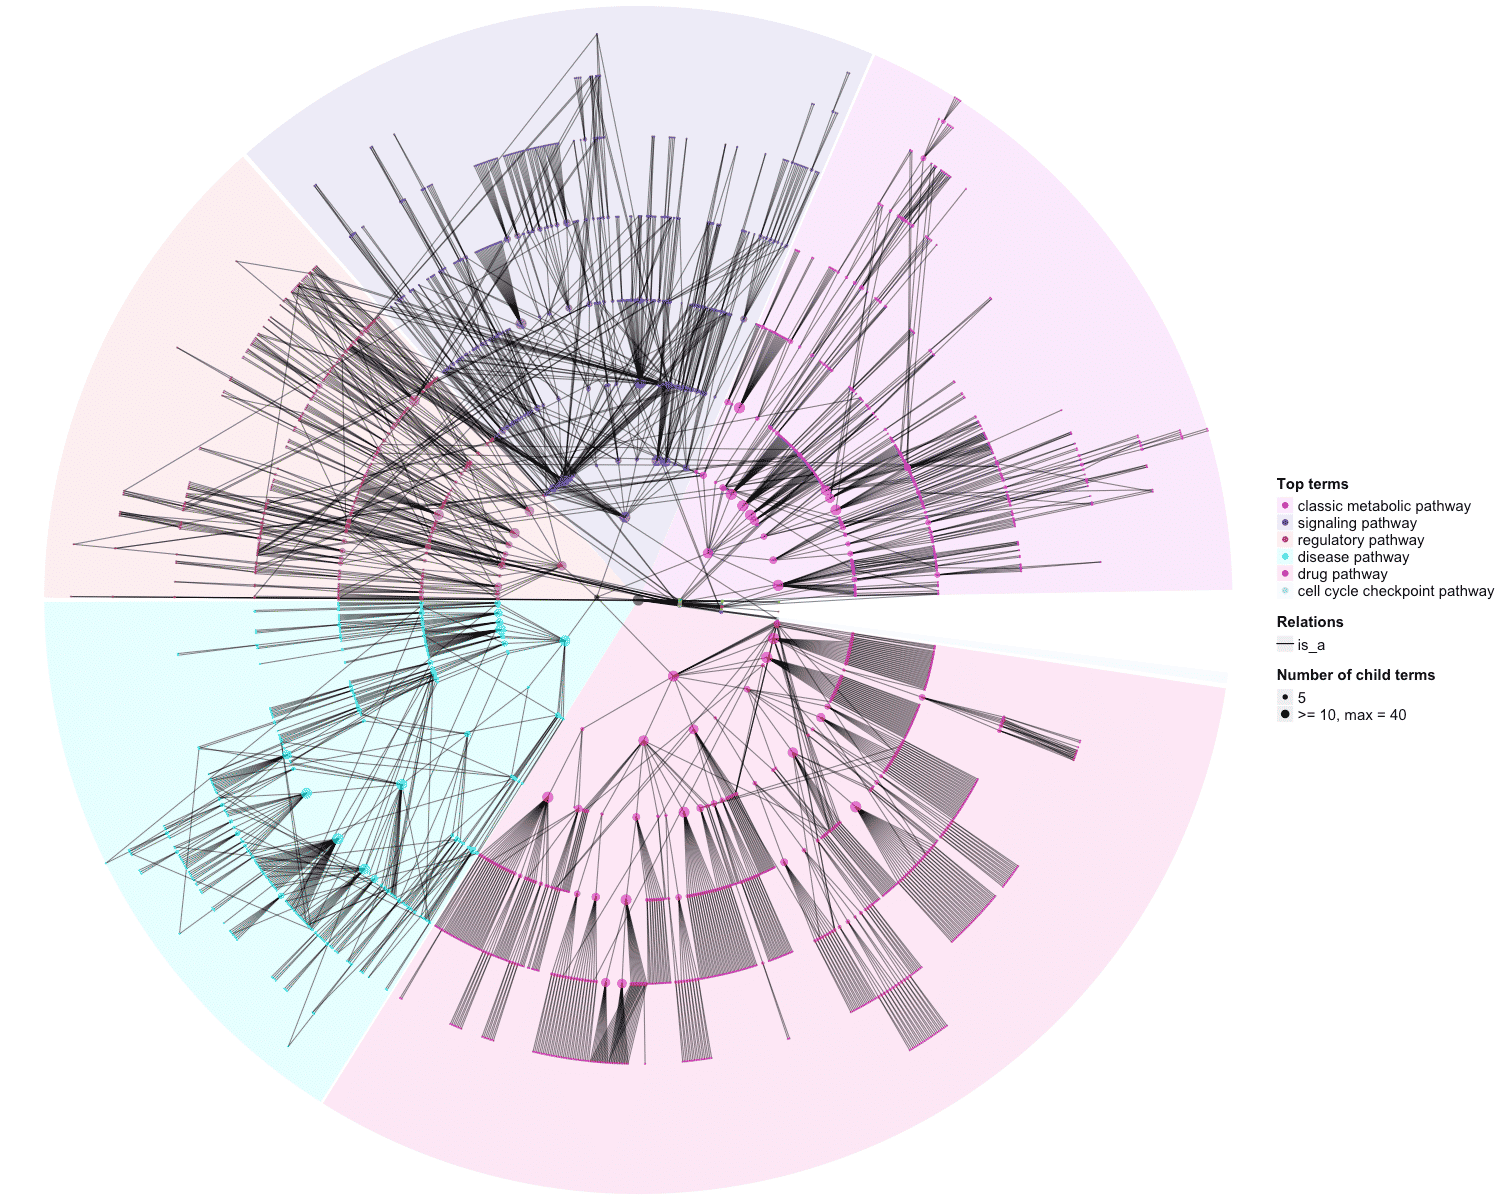 Top terms
classic metabolic pathway
signaling pathway
regulatory pathway
disease pathway
drug pathway
cell cycle checkpoint pathway
Relations
is_a
Number of child terms
5
>= 10, max = 40